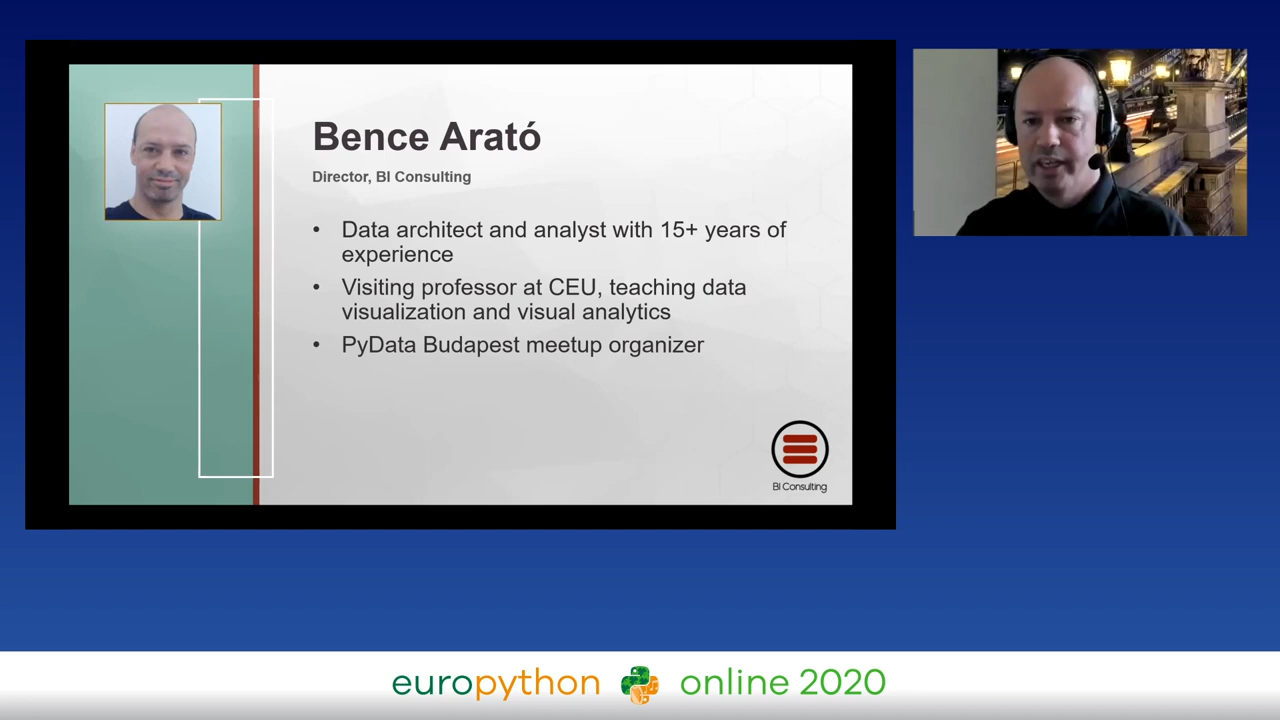 Bence Arató
Director, BI Consulting
• Data architect and analyst with 15+ years of
experience
• Visiting professor at CEU, teaching data
visualization and visual analytics
• PyData Budapest meetup organizer
BI Consulting
europython online 2020